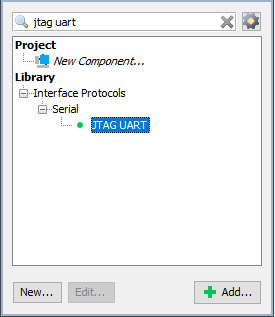 jtag uart
Project
New Component...
Library
Interface Protocols
Serial
JTAG UART
New... Edit... Add...